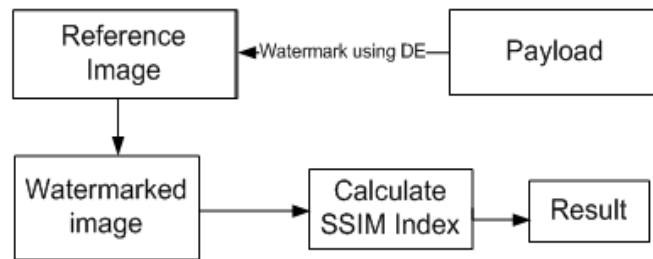 Reference
Image
Watermark using DE
Payload
Watermarked
image
Calculate
SSIM Index
Result